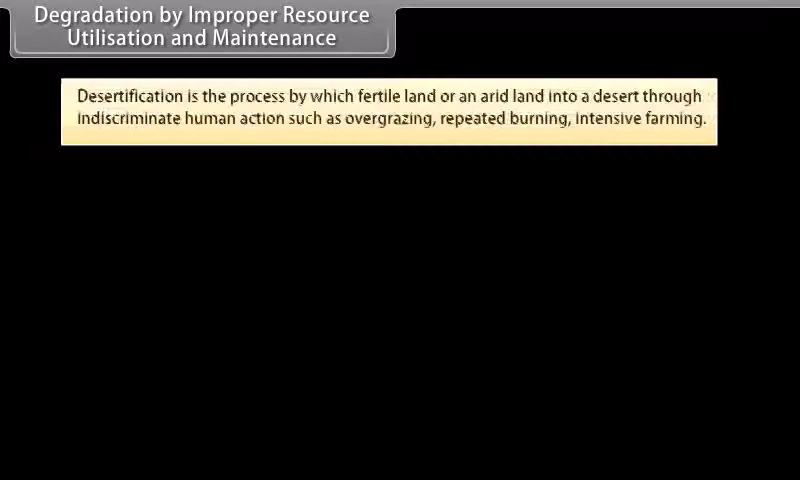 Degradation by Improper Resource
Utilisation and Maintenance
Desertification is the process by which fertile land or an arid land into a desert through
indiscriminate human action such as overgrazing, repeated burning, intensive farming.